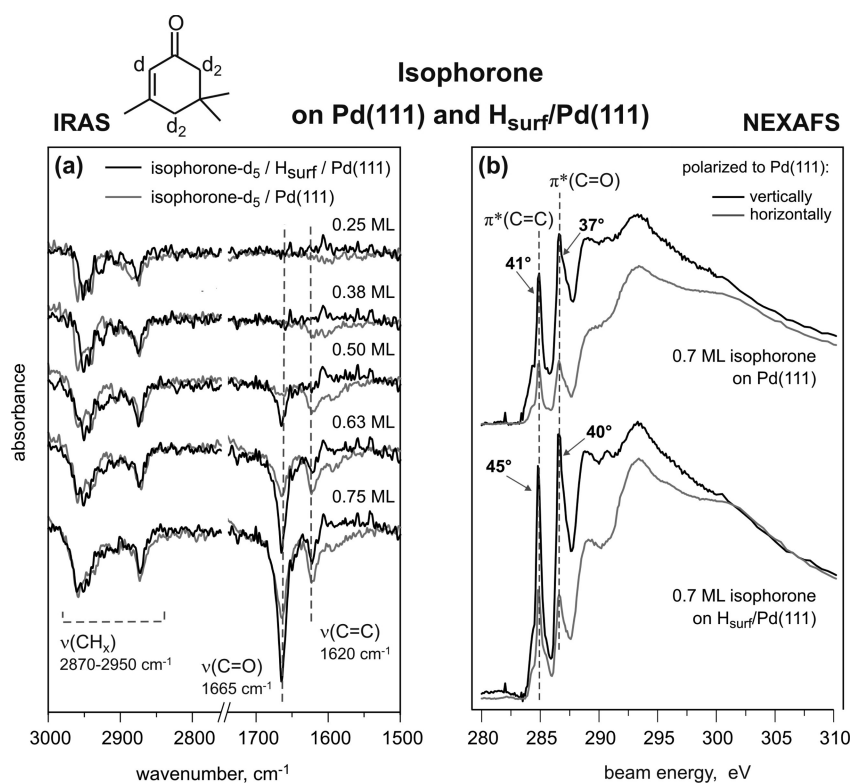 O
d
d₂
d₂
Isophorone
on Pd(111) and Hsurf/Pd(111)
IRAS
NEXAFS
(a)
isophorone-d₅ / Hsurf / Pd(111)
isophorone-d₅ / Pd(111)
0.25 ML
0.38 ML
0.50 ML
0.63 ML
0.75 ML
ν(CHₓ)
2870-2950 cm⁻¹
ν(C=O)
1665 cm⁻¹
ν(C=C)
1620 cm⁻¹
absorbance
3000 2900 2800 1700 1600 1500
wavenumber, cm⁻¹
(b)
polarized to Pd(111):
vertically
horizontally
π*(C=O)
π*(C=C)
37°
41°
0.7 ML isophorone
on Pd(111)
40°
45°
0.7 ML isophorone
on Hsurf/Pd(111)
280 285 290 295 300 305 310
beam energy, eV